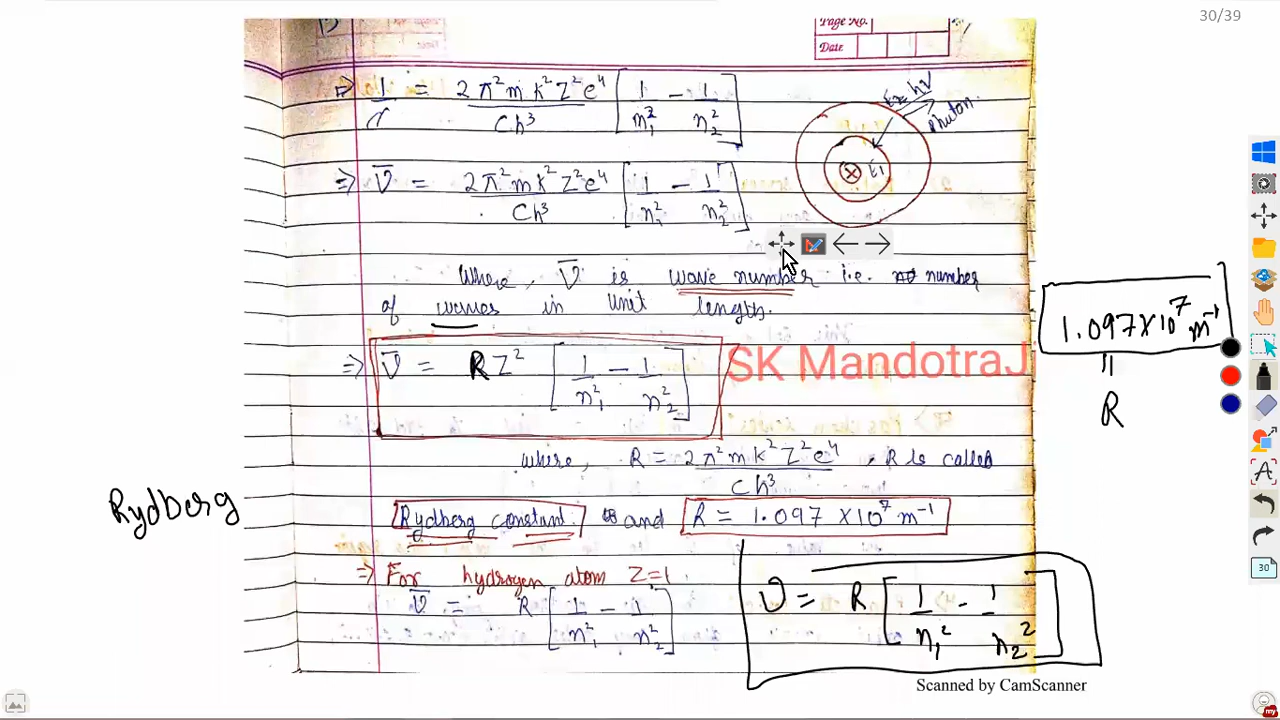 30/39
Page No.
Date
⇒ 1/λ = 2π²mk²Z²e⁴/Ch³ [1/n₁² − 1/n₂²]
E₂ hν
Photon.
E₁
⇒ ν̅ = 2π²mk²Z²e⁴/Ch³ [1/n₁² − 1/n₂²]
Where, ν̅ is wave number i.e. number
of waves in unit length.
1.097×10⁷ m⁻¹
=
R
⇒ ν̅ = RZ² [1/n₁² − 1/n₂²]
SK MandotraJ
where, R = 2π²mk²Z²e⁴/Ch³, R is called
Rydberg
Rydberg constant. and R = 1.097 ×10⁷ m⁻¹
⇒ For hydrogen atom Z=1
ν̅ = R [1/n₁² − 1/n₂²]
ν = R [1/n₁² − 1/n₂²]
Scanned by CamScanner
30